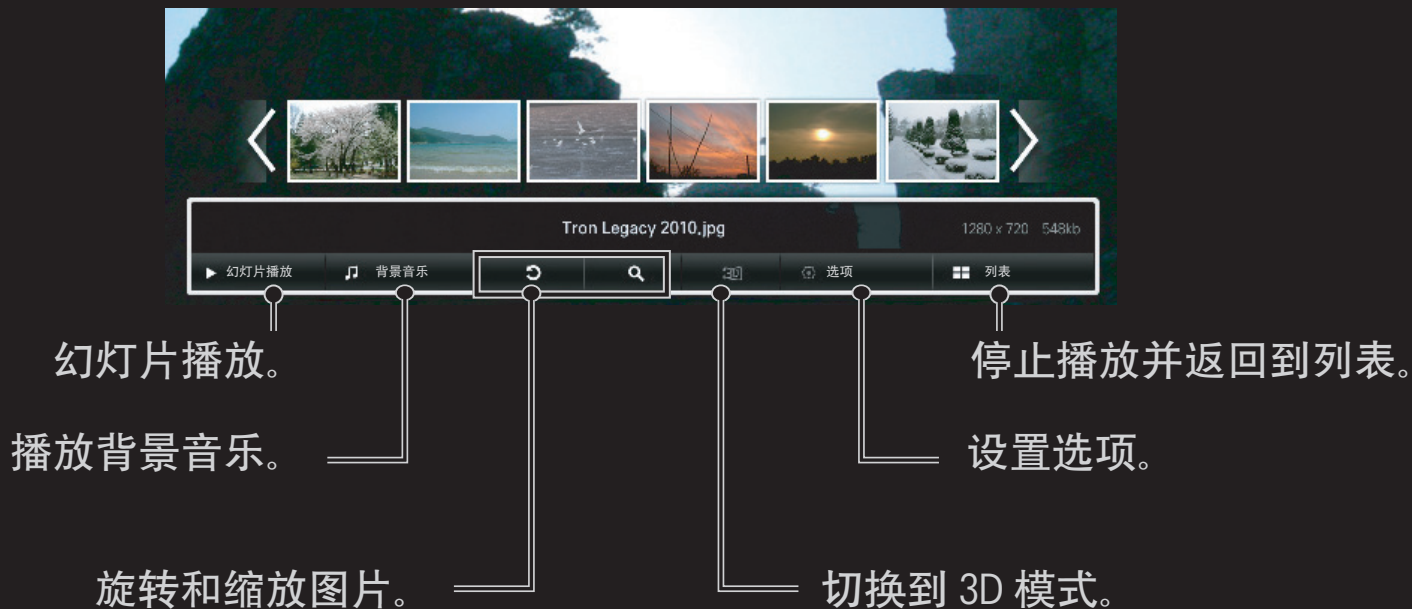 Tron Legacy 2010.jpg
1280 x 720 548kb
幻灯片播放 背景音乐 3D 选项 列表
幻灯片播放。 停止播放并返回到列表。
播放背景音乐。 设置选项。
旋转和缩放图片。 切换到 3D 模式。